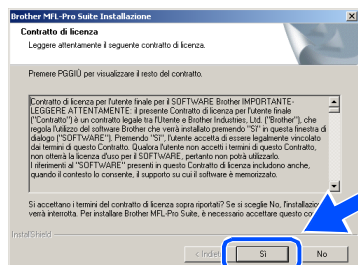 Brother MFL-Pro Suite Installazione
Contratto di licenza
Leggere attentamente il seguente contratto di licenza.
Premere PGGIÙ per visualizzare il resto del contratto.
Contratto di licenza per l'utente finale per il SOFTWARE Brother IMPORTANTE-
LEGGERE ATTENTAMENTE: il presente Contratto di licenza per l'utente finale
("Contratto") è un contratto legale tra l'Utente e Brother Industries, Ltd. ("Brother"), che
regola l'utilizzo del software Brother che verrà installato premendo "Sì" in questa finestra di
dialogo ("SOFTWARE"). Premendo "Sì", l'utente accetta di essere legalmente vincolato
dai termini di questo Contratto. Qualora l'utente non accetti i termini di questo Contratto,
non otterrà la licenza d'uso per il SOFTWARE, pertanto non potrà utilizzarlo.
I riferimenti al "SOFTWARE" presenti in questo Contratto di licenza includono anche,
quando il contesto lo consente, il supporto su cui il software è memorizzato.
Si accettano i termini del contratto di licenza sopra riportati? Se si sceglie No,
verrà interrotta. Per installare Brother MFL-Pro Suite, è necessario accettare questo
InstallShield
Sì
No